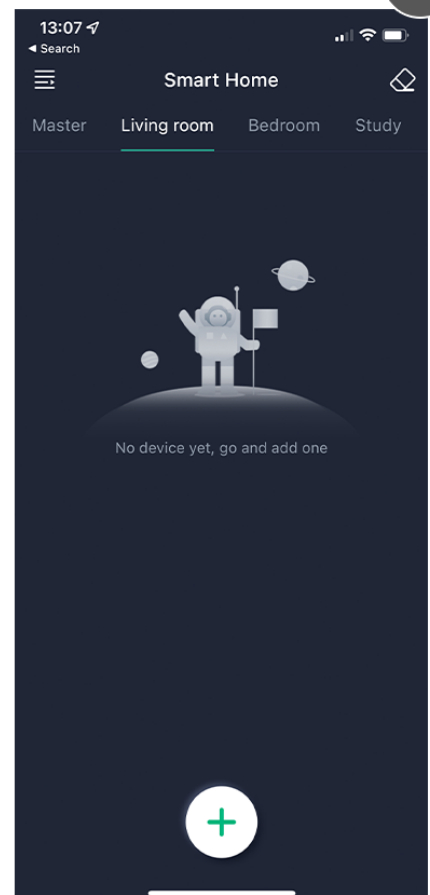 13:07
◀ Search
Smart Home
Master Living room Bedroom Study
No device yet, go and add one